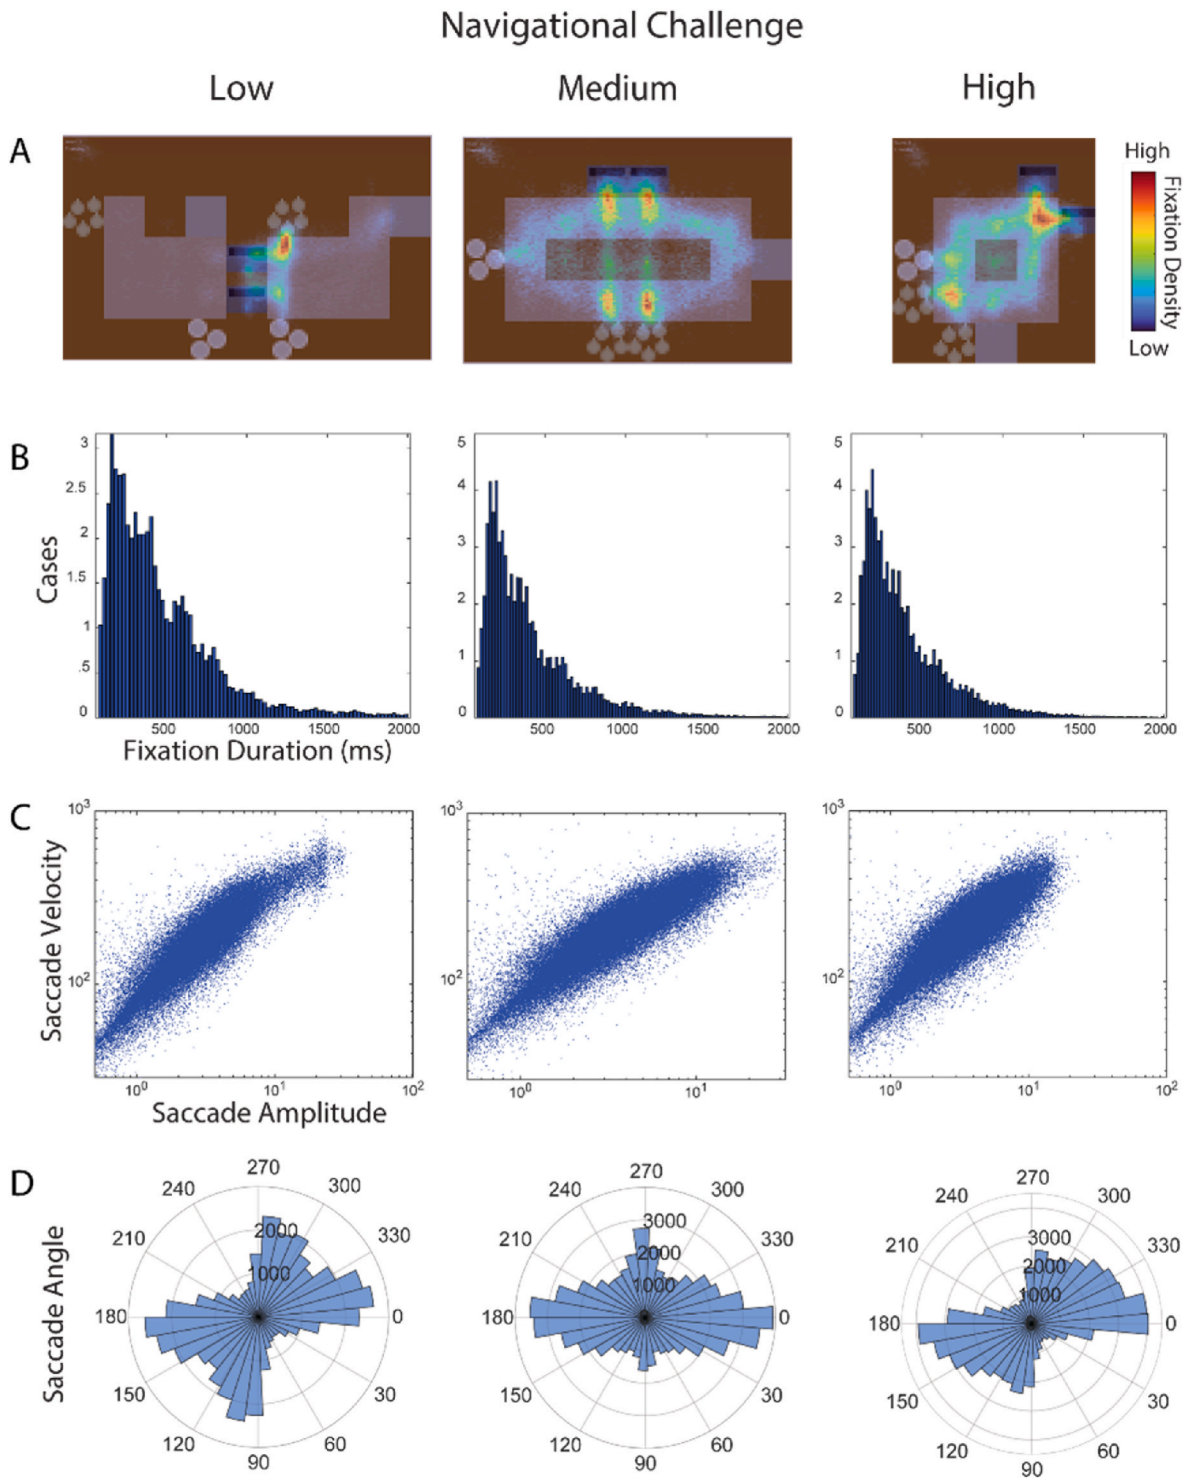 Navigational Challenge
Low Medium High
A
High
Fixation Density
Low
B
Cases
3
2.5
2
1.5
1
.5
0
500 1000 1500 2000
5
4
3
2
1
0
500 1000 1500 2000
5
4
3
2
1
0
500 1000 1500 2000
Fixation Duration (ms)
C
Saccade Velocity
10³
10²
10⁰ 10¹ 10²
10³
10²
10⁰ 10¹
10³
10²
10⁰ 10¹ 10²
Saccade Amplitude
D
Saccade Angle
270
240 300
210 330
2000
1000
180 0
150 30
120 60
90
270
240 300
210 330
3000
2000
1000
180 0
150 30
120 60
90
270
240 300
210 330
3000
2000
1000
180 0
150 30
120 60
90